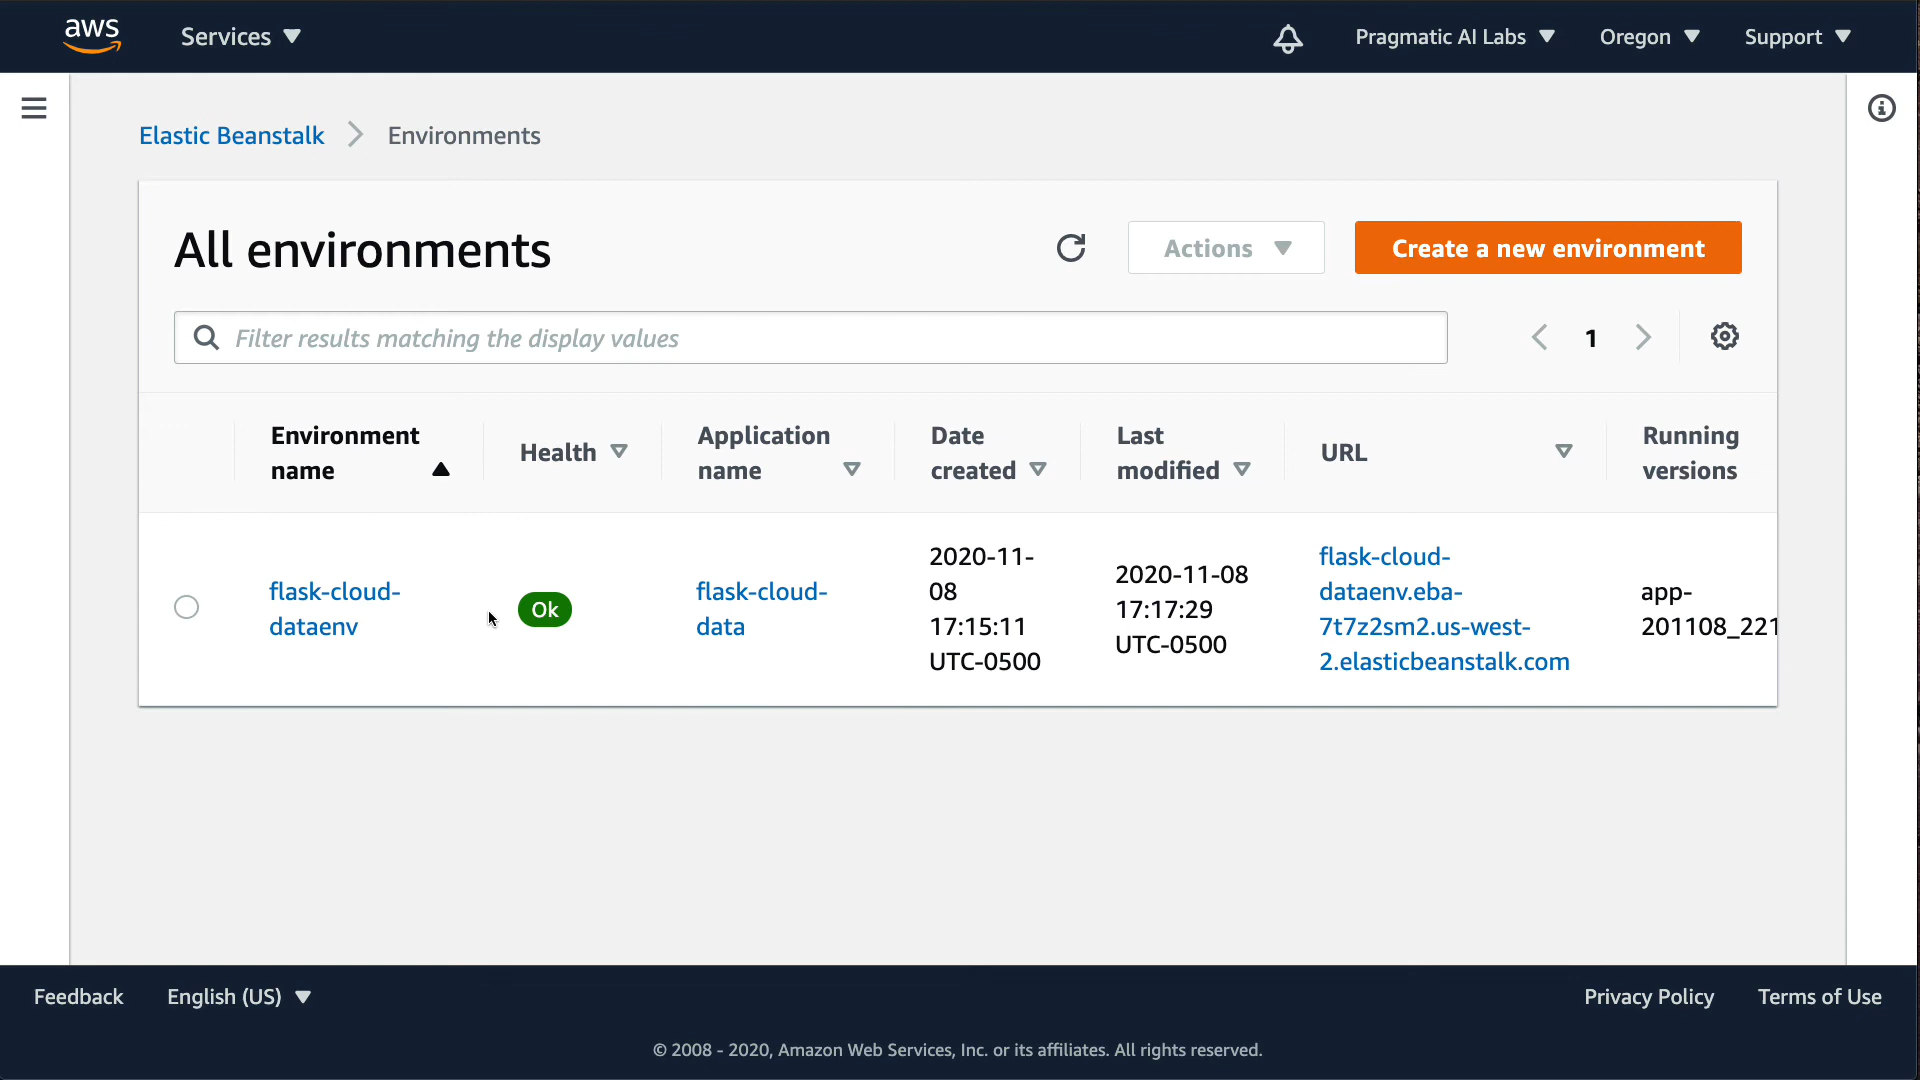 aws
Services
Pragmatic AI Labs
Oregon
Support
Elastic Beanstalk
Environments
All environments
Actions
Create a new environment
Filter results matching the display values
1
Environment
name
Health
Application
name
Date
created
Last
modified
URL
Running
versions
flask-cloud-
dataenv
Ok
flask-cloud-
data
2020-11-
08
17:15:11
UTC-0500
2020-11-08
17:17:29
UTC-0500
flask-cloud-
dataenv.eba-
7t7z2sm2.us-west-
2.elasticbeanstalk.com
app-
201108_221
Feedback
English (US)
Privacy Policy
Terms of Use
© 2008 - 2020, Amazon Web Services, Inc. or its affiliates. All rights reserved.